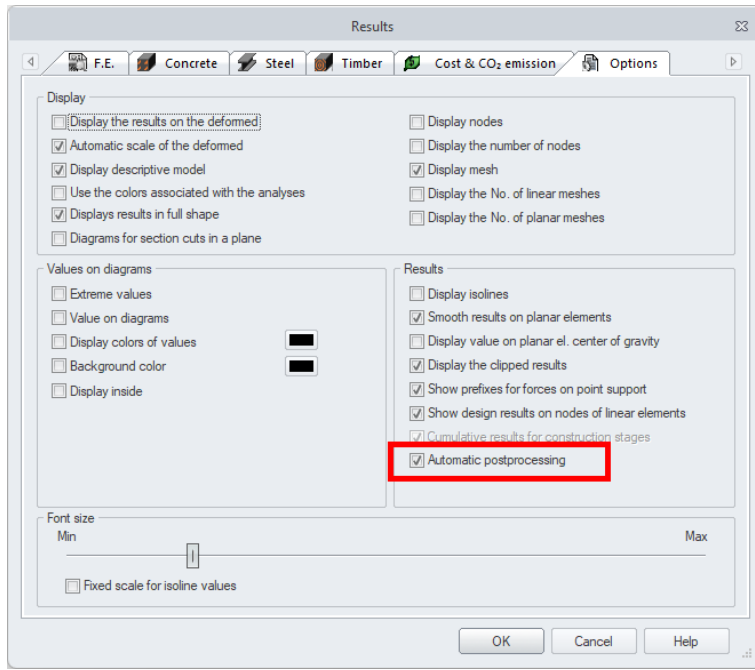 Results
F.E.
Concrete
Steel
Timber
Cost & CO₂ emission
Options
Display
Display the results on the deformed
Automatic scale of the deformed
Display descriptive model
Use the colors associated with the analyses
Displays results in full shape
Diagrams for section cuts in a plane
Display nodes
Display the number of nodes
Display mesh
Display the No. of linear meshes
Display the No. of planar meshes
Values on diagrams
Extreme values
Value on diagrams
Display colors of values
Background color
Display inside
Results
Display isolines
Smooth results on planar elements
Display value on planar el. center of gravity
Display the clipped results
Show prefixes for forces on point support
Show design results on nodes of linear elements
Cumulative results for construction stages
Automatic postprocessing
Font size
Min
Max
Fixed scale for isoline values
OK
Cancel
Help